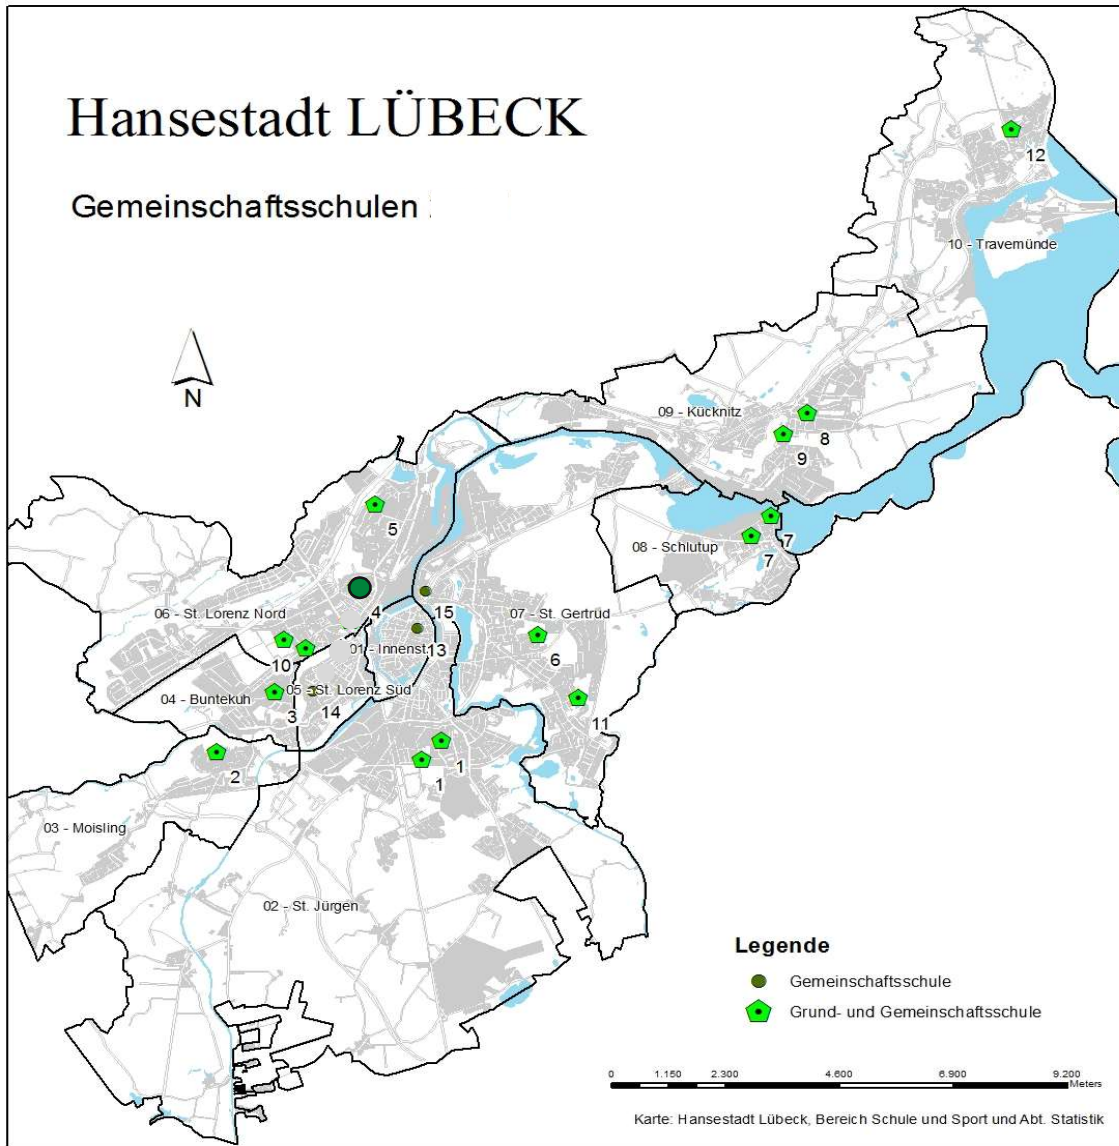 Hansestadt LÜBECK
Gemeinschaftsschulen
N
12
10 - Travemünde
09 - Kücknitz
8
9
5
7
08 - Schlutup
7
06 - St. Lorenz Nord
4
15
07 - St. Gertrud
01 - Innenst
13
6
10
04 - Buntekuh
05 - St. Lorenz Süd
3
14
11
1
1
2
03 - Moisling
02 - St. Jürgen
Legende
Gemeinschaftsschule
Grund- und Gemeinschaftsschule
0 1.150 2.300 4.600 6.900 9.200
Meters
Karte: Hansestadt Lübeck, Bereich Schule und Sport und Abt. Statistik